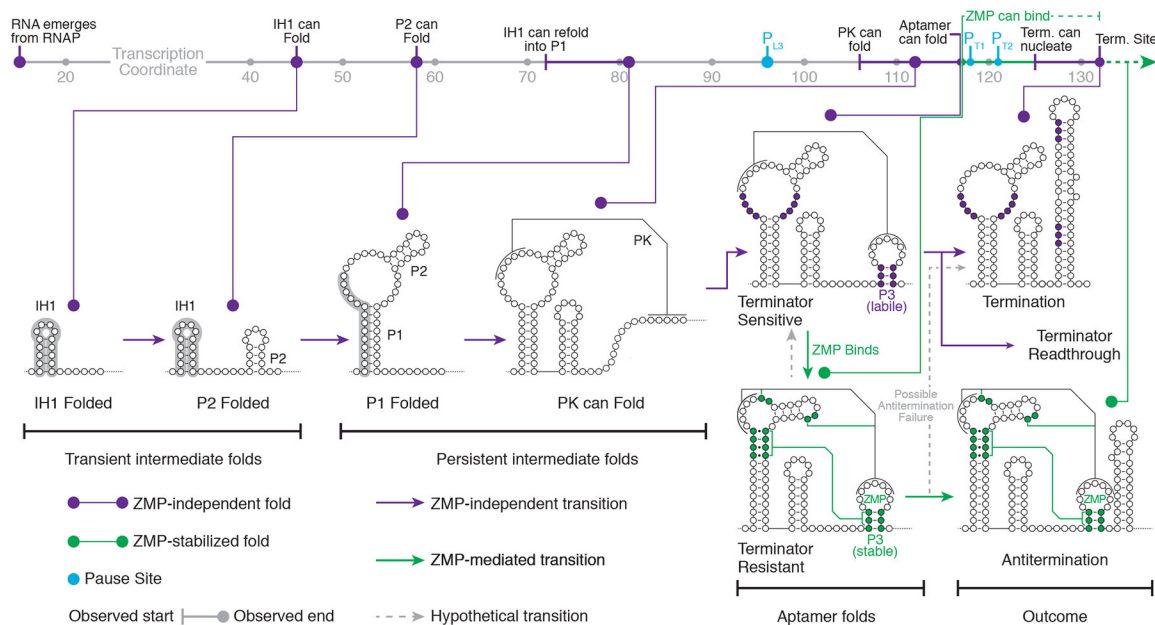 RNA emerges
from RNAP
IH1 can
Fold
P2 can
Fold
IH1 can refold
into P1
PK can
fold
Aptamer
can fold
ZMP can bind
Term. can
nucleate
Term. Site
P L3
P T1
P T2
Transcription
Coordinate
20
40
50
60
70
80
90
100
110
120
130
IH1
IH1
P2
P2
P1
PK
P3
(labile)
Terminator
Sensitive
Termination
Terminator
Readthrough
ZMP Binds
Possible
Antitermination
Failure
IH1 Folded
P2 Folded
P1 Folded
PK can Fold
Transient intermediate folds
Persistent intermediate folds
ZMP
ZMP
P3
(stable)
Terminator
Resistant
Antitermination
Aptamer folds
Outcome
ZMP-independent fold
ZMP-stabilized fold
Pause Site
Observed start
Observed end
ZMP-independent transition
ZMP-mediated transition
Hypothetical transition